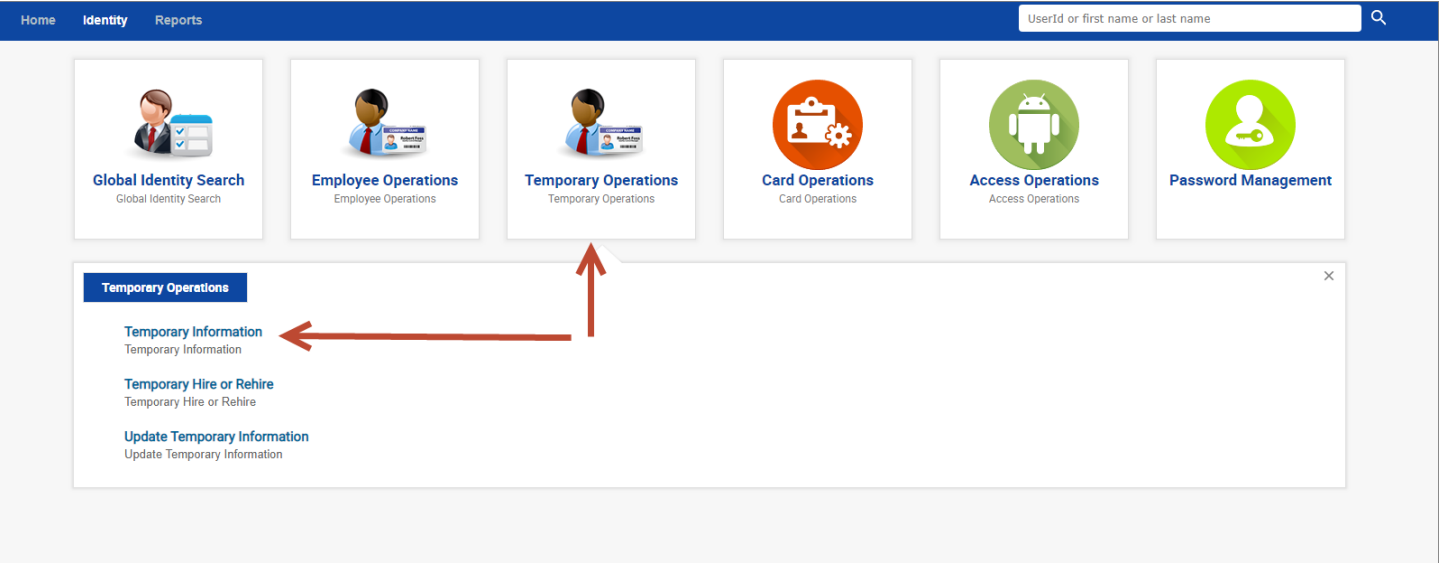 Home Identity Reports
UserId or first name or last name
Global Identity Search
Global Identity Search
Employee Operations
Employee Operations
Temporary Operations
Temporary Operations
Card Operations
Card Operations
Access Operations
Access Operations
Password Management
Temporary Operations
Temporary Information
Temporary Information
Temporary Hire or Rehire
Temporary Hire or Rehire
Update Temporary Information
Update Temporary Information